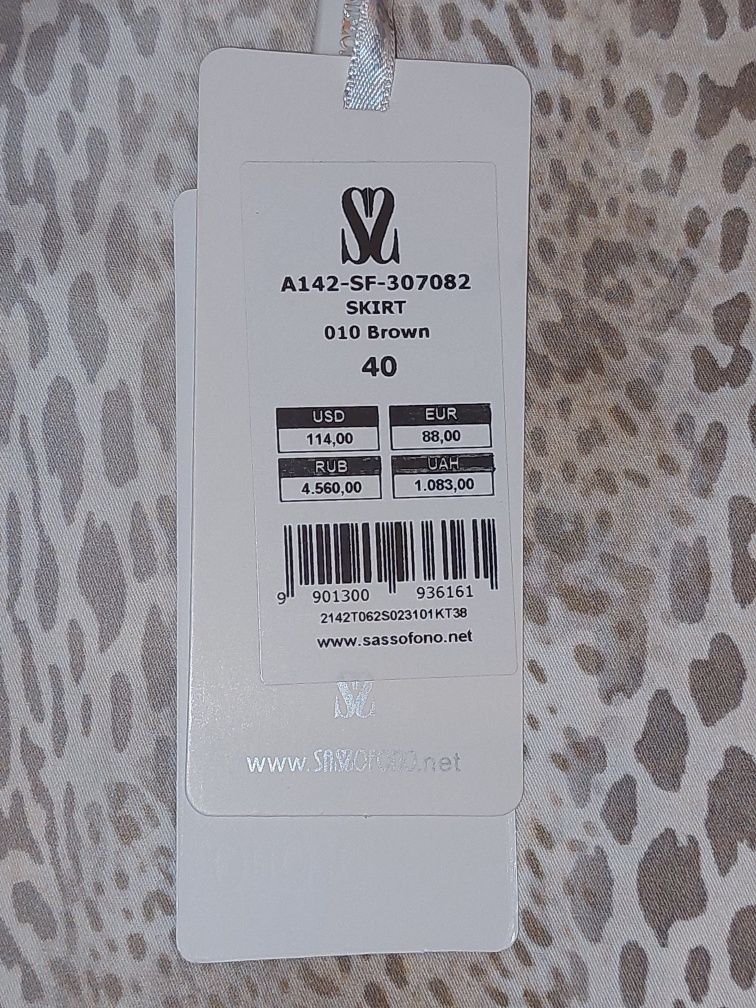 A142-SF-307082
SKIRT
010 Brown
40
USD EUR
114,00 88,00
RUB UAH
4.560,00 1.083,00
9 901300 936161
2142T062S023101KT38
www.sassofono.net
www.SASSOFONO.net